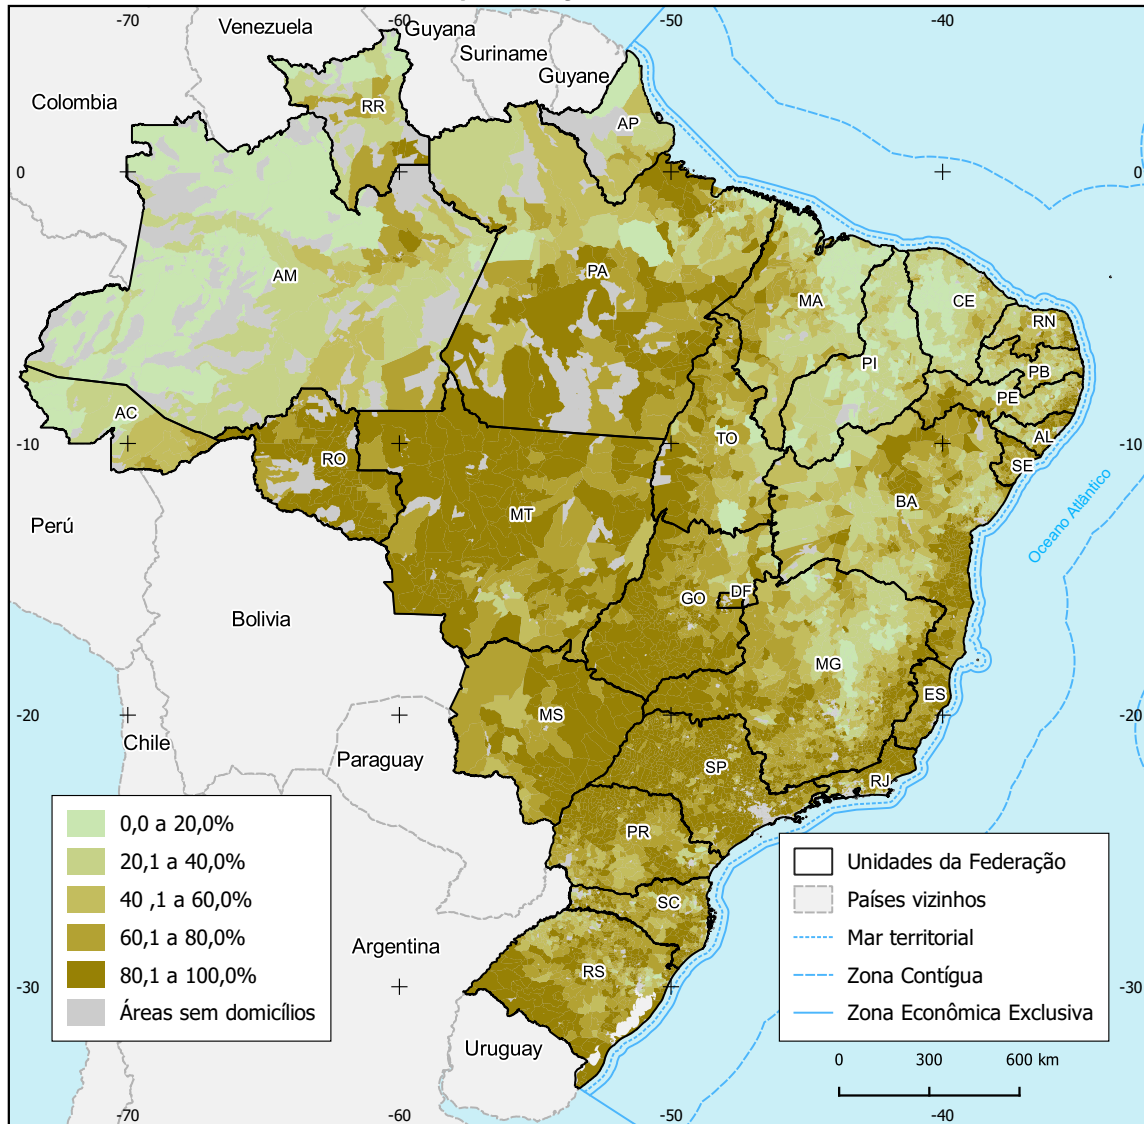 -70
-60
-50
-40
Venezuela
Guyana
Suriname
Guyane
Colombia
RR
AP
0
0
AM
PA
MA
CE
RN
PI
PB
PE
AC
AL
-10
-10
TO
SE
RO
BA
MT
Perú
Oceano Atlântico
GO
DF
Bolivia
MG
ES
MS
-20
-20
Chile
Paraguay
SP
RJ
PR
SC
Argentina
RS
-30
-30
Uruguay
0,0 a 20,0%
20,1 a 40,0%
40 ,1 a 60,0%
60,1 a 80,0%
80,1 a 100,0%
Áreas sem domicílios
Unidades da Federação
Países vizinhos
Mar territorial
Zona Contígua
Zona Econômica Exclusiva
0 300 600 km
-70
-60
-50
-40